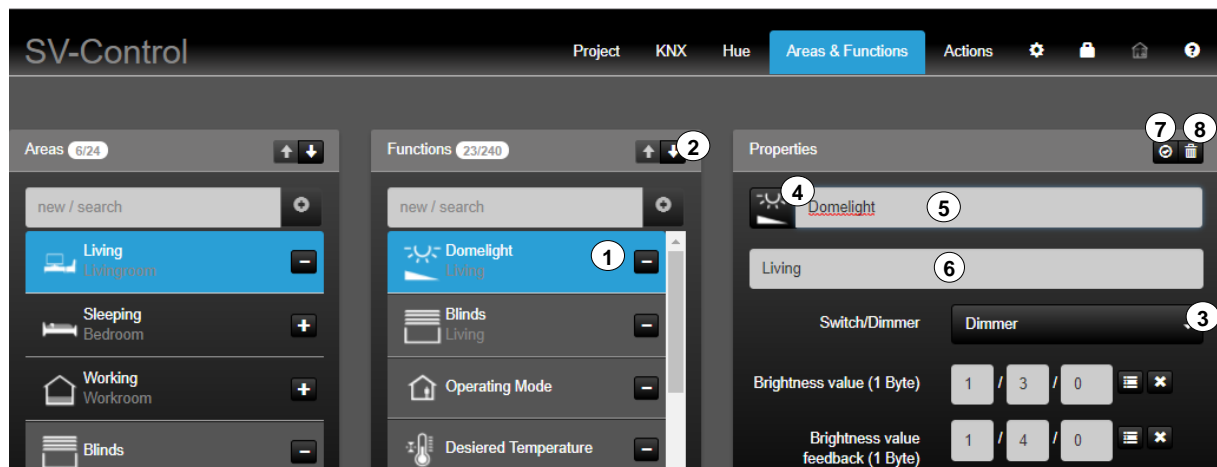 SV-Control
Project KNX Hue Areas & Functions Actions
Areas 6/24
new / search
Living
Livingroom
Sleeping
Bedroom
Working
Workroom
Blinds
Functions 23/240
2
new / search
Domelight
Living
1
Blinds
Living
Operating Mode
Desiered Temperature
7 8
Properties
4
Domelight 5
Living 6
Switch/Dimmer Dimmer 3
Brightness value (1 Byte) 1 / 3 / 0
Brightness value
feedback (1 Byte) 1 / 4 / 0